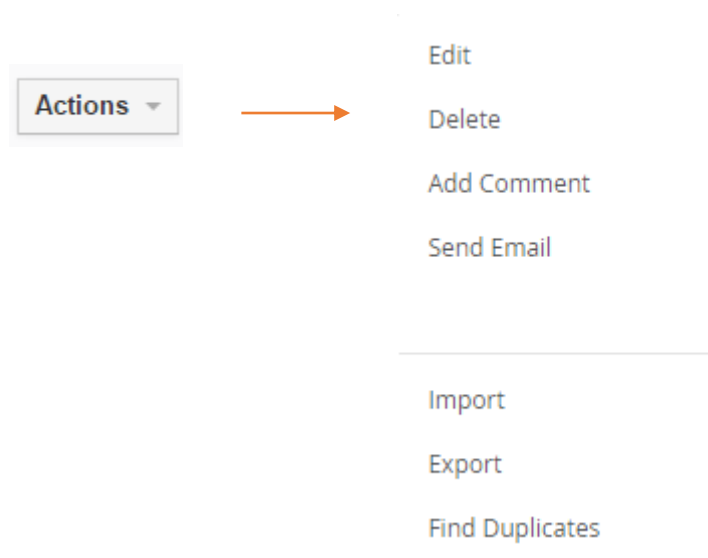 Actions
Edit
Delete
Add Comment
Send Email
Import
Export
Find Duplicates